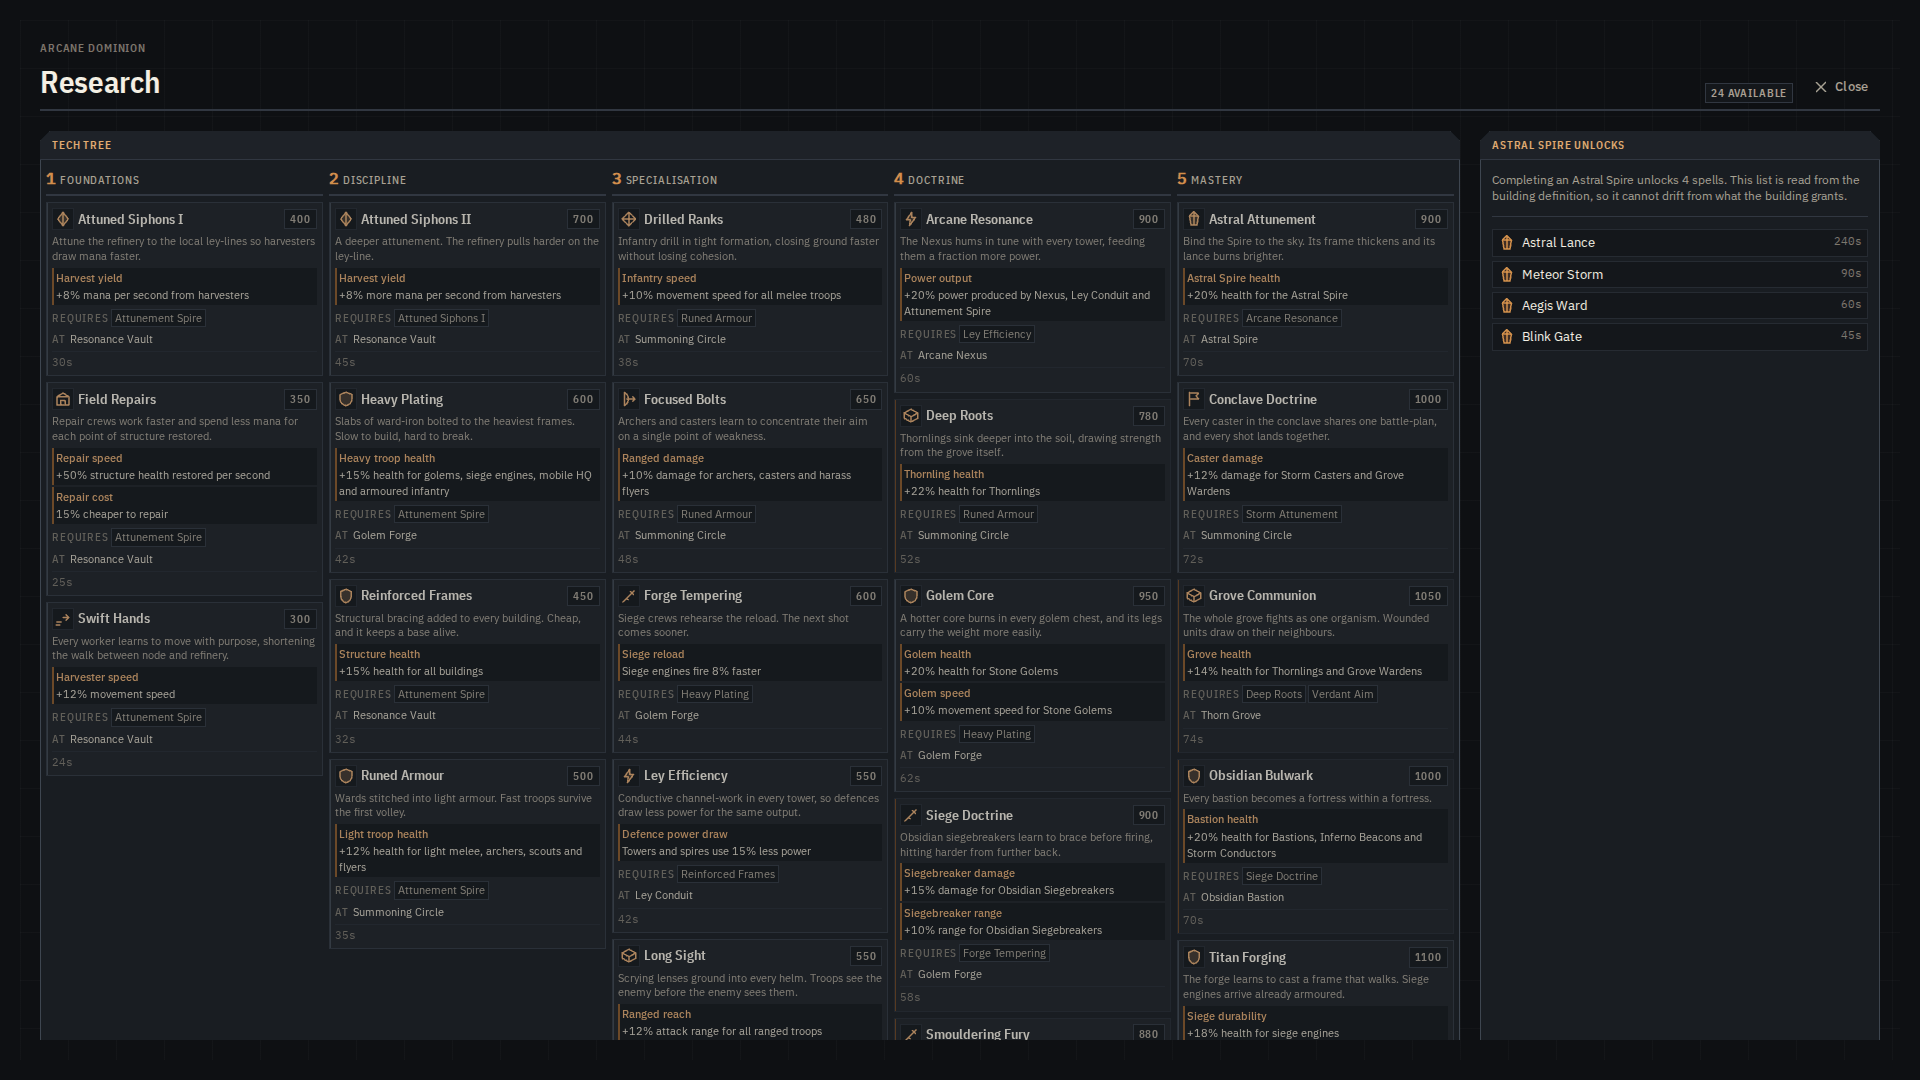 ARCANE DOMINION
Research
24 AVAILABLE
Close
TECH TREE
1 FOUNDATIONS
Attuned Siphons I
400
Attune the refinery to the local ley-lines so harvesters
draw mana faster.
Harvest yield
+8% mana per second from harvesters
REQUIRES Attunement Spire
AT Resonance Vault
30s
Field Repairs
350
Repair crews work faster and spend less mana for
each point of structure restored.
Repair speed
+50% structure health restored per second
Repair cost
15% cheaper to repair
REQUIRES Attunement Spire
AT Resonance Vault
25s
Swift Hands
300
Every worker learns to move with purpose, shortening
the walk between node and refinery.
Harvester speed
+12% movement speed
REQUIRES Attunement Spire
AT Resonance Vault
24s
2 DISCIPLINE
Attuned Siphons II
700
A deeper attunement. The refinery pulls harder on the
ley-line.
Harvest yield
+8% more mana per second from harvesters
REQUIRES Attuned Siphons I
AT Resonance Vault
45s
Heavy Plating
600
Slabs of ward-iron bolted to the heaviest frames.
Slow to build, hard to break.
Heavy troop health
+15% health for golems, siege engines, mobile HQ
and armoured infantry
REQUIRES Attunement Spire
AT Golem Forge
42s
Reinforced Frames
450
Structural bracing added to every building. Cheap,
and it keeps a base alive.
Structure health
+15% health for all buildings
REQUIRES Attunement Spire
AT Resonance Vault
32s
Runed Armour
500
Wards stitched into light armour. Fast troops survive
the first volley.
Light troop health
+12% health for light melee, archers, scouts and
flyers
REQUIRES Attunement Spire
AT Summoning Circle
35s
3 SPECIALISATION
Drilled Ranks
480
Infantry drill in tight formation, closing ground faster
without losing cohesion.
Infantry speed
+10% movement speed for all melee troops
REQUIRES Runed Armour
AT Summoning Circle
38s
Focused Bolts
650
Archers and casters learn to concentrate their aim
on a single point of weakness.
Ranged damage
+10% damage for archers, casters and harass
flyers
REQUIRES Runed Armour
AT Summoning Circle
48s
Forge Tempering
600
Siege crews rehearse the reload. The next shot
comes sooner.
Siege reload
Siege engines fire 8% faster
REQUIRES Heavy Plating
AT Golem Forge
44s
Ley Efficiency
550
Conductive channel-work in every tower, so defences
draw less power for the same output.
Defence power draw
Towers and spires use 15% less power
REQUIRES Reinforced Frames
AT Ley Conduit
42s
Long Sight
550
Scrying lenses ground into every helm. Troops see the
enemy before the enemy sees them.
Ranged reach
+12% attack range for all ranged troops
4 DOCTRINE
Arcane Resonance
900
The Nexus hums in tune with every tower, feeding
them a fraction more power.
Power output
+20% power produced by Nexus, Ley Conduit and
Attunement Spire
REQUIRES Ley Efficiency
AT Arcane Nexus
60s
Deep Roots
780
Thornlings sink deeper into the soil, drawing strength
from the grove itself.
Thornling health
+22% health for Thornlings
REQUIRES Runed Armour
AT Summoning Circle
52s
Golem Core
950
A hotter core burns in every golem chest, and its legs
carry the weight more easily.
Golem health
+20% health for Stone Golems
Golem speed
+10% movement speed for Stone Golems
REQUIRES Heavy Plating
AT Golem Forge
62s
Siege Doctrine
900
Obsidian siegebreakers learn to brace before firing,
hitting harder from further back.
Siegebreaker damage
+15% damage for Obsidian Siegebreakers
Siegebreaker range
+10% range for Obsidian Siegebreakers
REQUIRES Forge Tempering
AT Golem Forge
58s
Smouldering Fury
880
5 MASTERY
Astral Attunement
900
Bind the Spire to the sky. Its frame thickens and its
lance burns brighter.
Astral Spire health
+20% health for the Astral Spire
REQUIRES Arcane Resonance
AT Astral Spire
70s
Conclave Doctrine
1000
Every caster in the conclave shares one battle-plan,
and every shot lands together.
Caster damage
+12% damage for Storm Casters and Grove
Wardens
REQUIRES Storm Attunement
AT Summoning Circle
72s
Grove Communion
1050
The whole grove fights as one organism. Wounded
units draw on their neighbours.
Grove health
+14% health for Thornlings and Grove Wardens
REQUIRES Deep Roots Verdant Aim
AT Thorn Grove
74s
Obsidian Bulwark
1000
Every bastion becomes a fortress within a fortress.
Bastion health
+20% health for Bastions, Inferno Beacons and
Storm Conductors
REQUIRES Siege Doctrine
AT Obsidian Bastion
70s
Titan Forging
1100
The forge learns to cast a frame that walks. Siege
engines arrive already armoured.
Siege durability
+18% health for siege engines
ASTRAL SPIRE UNLOCKS
Completing an Astral Spire unlocks 4 spells. This list is read from the
building definition, so it cannot drift from what the building grants.
Astral Lance
240s
Meteor Storm
90s
Aegis Ward
60s
Blink Gate
45s